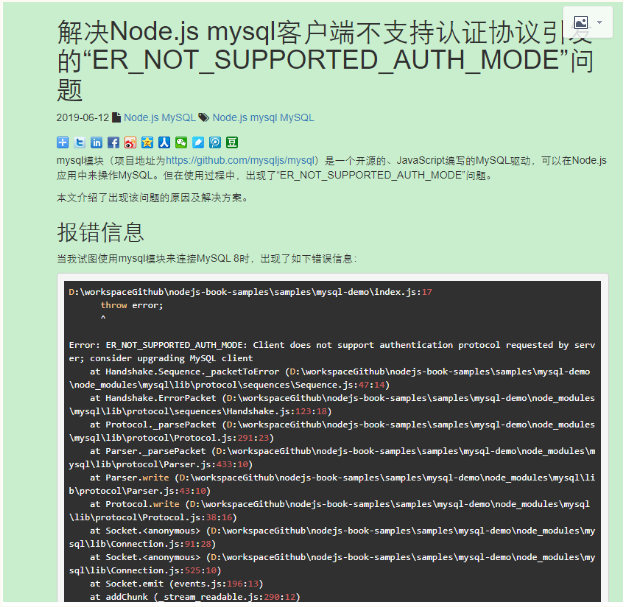 解决Node.js mysql客户端不支持认证协议引发
的“ER_NOT_SUPPORTED_AUTH_MODE”问
题
2019-06-12 Node.js MySQL Node.js mysql MySQL
mysql模块（项目地址为https://github.com/mysqljs/mysql）是一个开源的、JavaScript编写的MySQL驱动，可以在Node.js
应用中来操作MySQL。但在使用过程中，出现了“ER_NOT_SUPPORTED_AUTH_MODE”问题。
本文介绍了出现该问题的原因及解决方案。
报错信息
当我试图使用mysql模块来连接MySQL 8时，出现了如下错误信息：
D:\workspaceGithub\nodejs-book-samples\samples\mysql-demo\index.js:17
throw error;
^
Error: ER_NOT_SUPPORTED_AUTH_MODE: Client does not support authentication protocol requested by serv
er; consider upgrading MySQL client
at Handshake.Sequence._packetToError (D:\workspaceGithub\nodejs-book-samples\samples\mysql-demo
\node_modules\mysql\lib\protocol\sequences\Sequence.js:47:14)
at Handshake.ErrorPacket (D:\workspaceGithub\nodejs-book-samples\samples\mysql-demo\node_modules
\mysql\lib\protocol\sequences\Handshake.js:123:18)
at Protocol._parsePacket (D:\workspaceGithub\nodejs-book-samples\samples\mysql-demo\node_modules
\mysql\lib\protocol\Protocol.js:291:23)
at Parser._parsePacket (D:\workspaceGithub\nodejs-book-samples\samples\mysql-demo\node_modules\m
ysql\lib\protocol\Parser.js:433:10)
at Parser.write (D:\workspaceGithub\nodejs-book-samples\samples\mysql-demo\node_modules\mysql\li
b\protocol\Parser.js:43:10)
at Protocol.write (D:\workspaceGithub\nodejs-book-samples\samples\mysql-demo\node_modules\mysql
\lib\protocol\Protocol.js:38:16)
at Socket.<anonymous> (D:\workspaceGithub\nodejs-book-samples\samples\mysql-demo\node_modules\my
sql\lib\Connection.js:91:28)
at Socket.<anonymous> (D:\workspaceGithub\nodejs-book-samples\samples\mysql-demo\node_modules\my
sql\lib\Connection.js:525:10)
at Socket.emit (events.js:196:13)
at addChunk (_stream_readable.js:290:12)